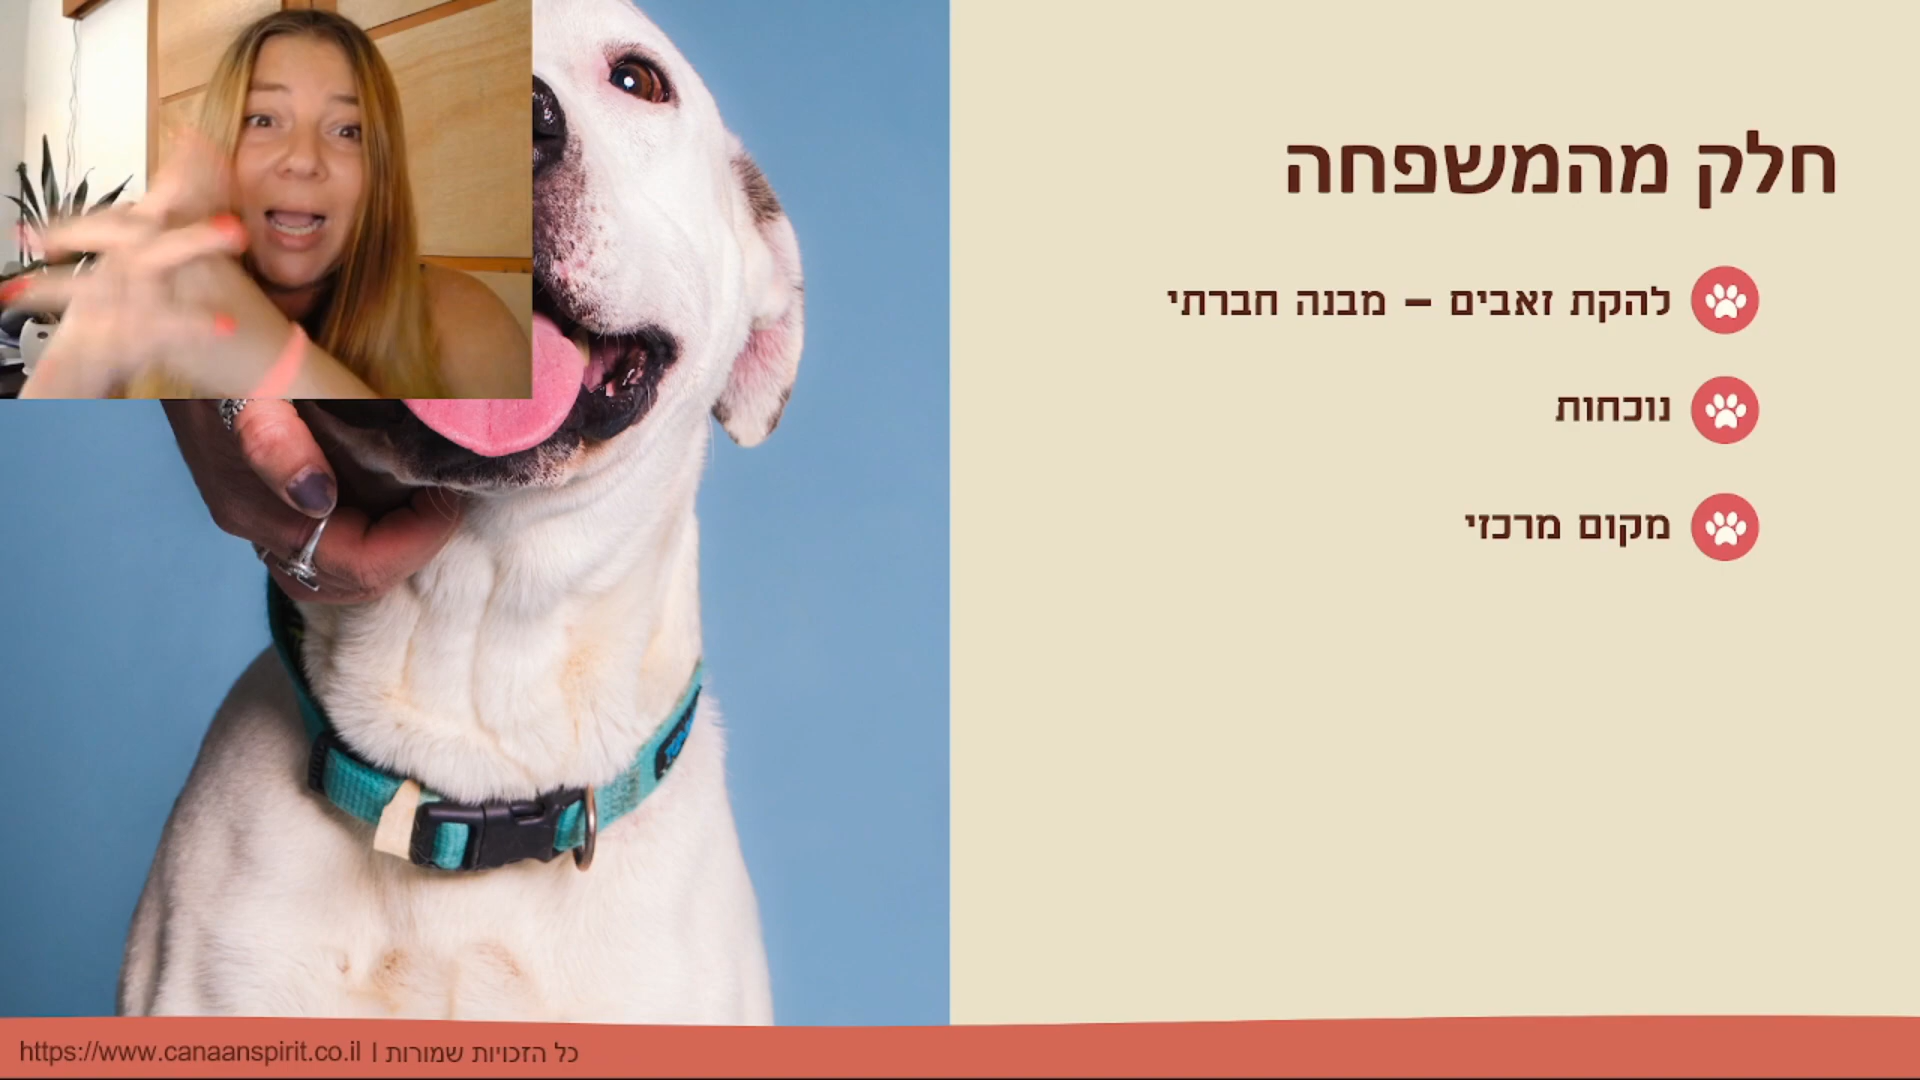 חלק מהמשפחה
להקת זאבים – מבנה חברתי
נוכחות
מקום מרכזי
https://www.canaanspirit.co.il | כל הזכויות שמורות